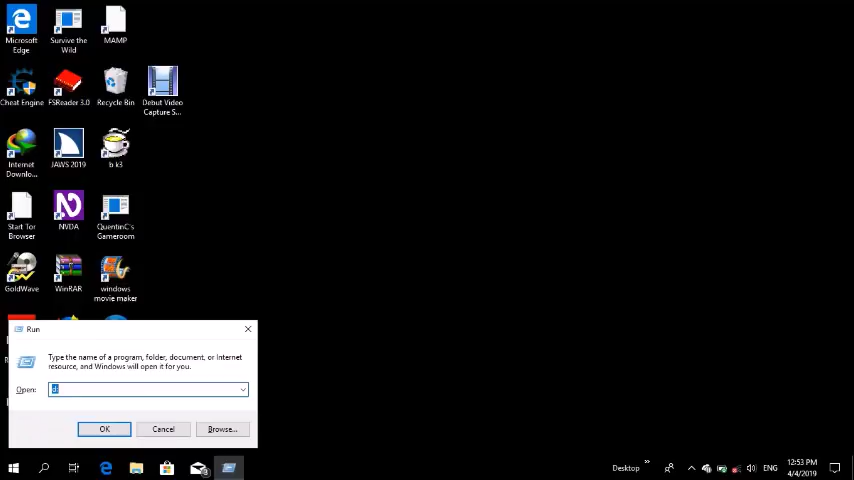 Microsoft Edge
Survive the Wild
MAMP
Cheat Engine
FSReader 3.0
Recycle Bin
Debut Video Capture S...
Internet Downlo...
JAWS 2019
b k3
Start Tor Browser
NVDA
QuentinC's Gameroom
GoldWave
WinRAR
windows movie maker
Run
Type the name of a program, folder, document, or Internet
resource, and Windows will open it for you.
Open:
OK
Cancel
Browse...
Desktop
ENG
12:53 PM
4/4/2019